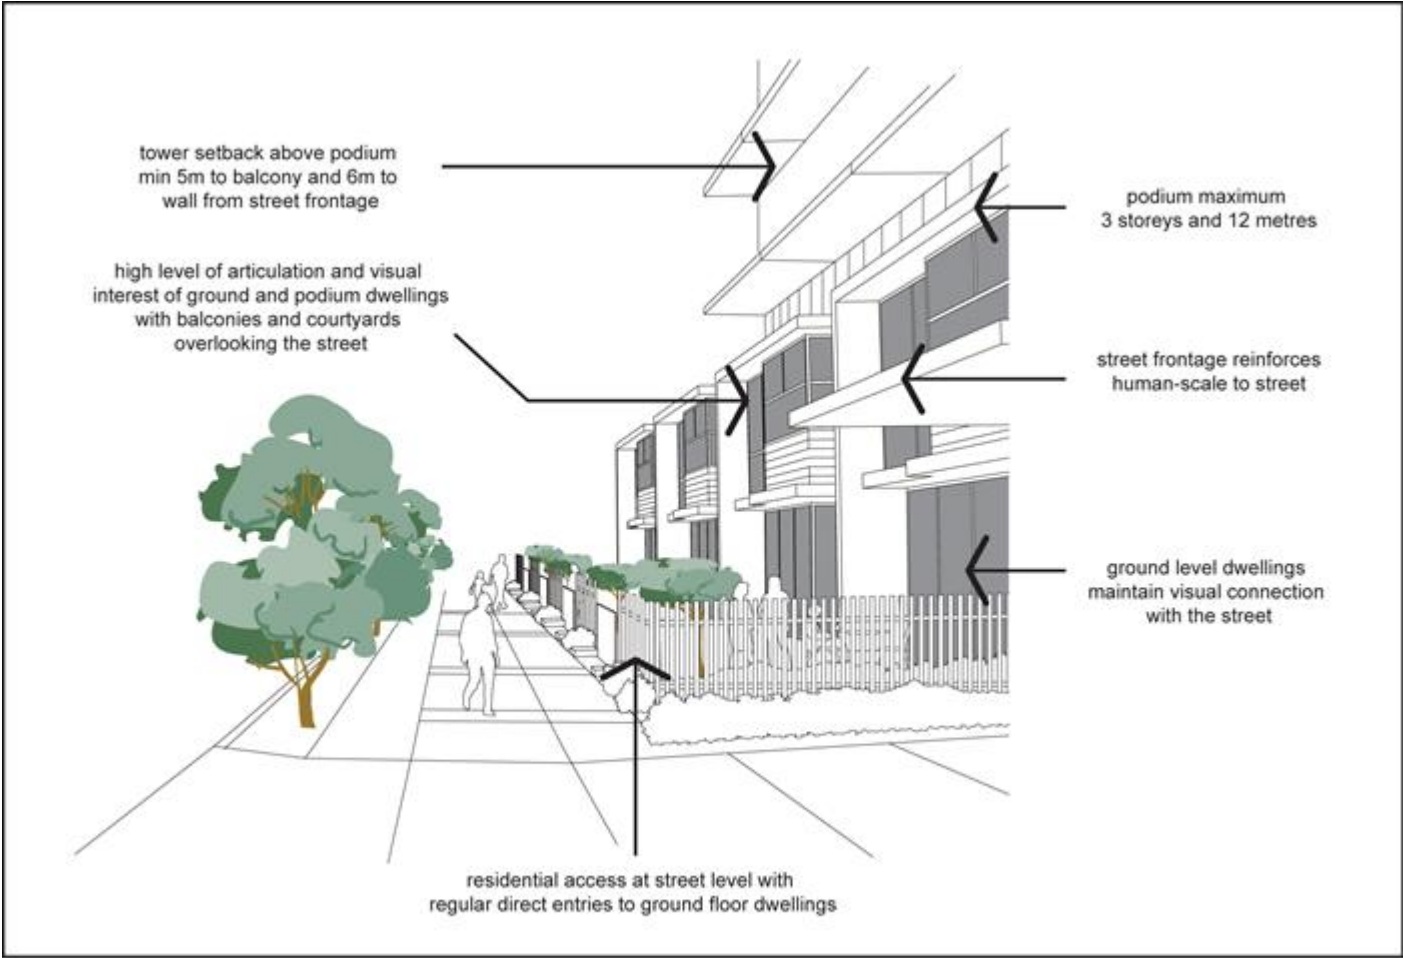 tower setback above podium
min 5m to balcony and 6m to
wall from street frontage
high level of articulation and visual
interest of ground and podium dwellings
with balconies and courtyards
overlooking the street
podium maximum
3 storeys and 12 metres
street frontage reinforces
human-scale to street
ground level dwellings
maintain visual connection
with the street
residential access at street level with
regular direct entries to ground floor dwellings